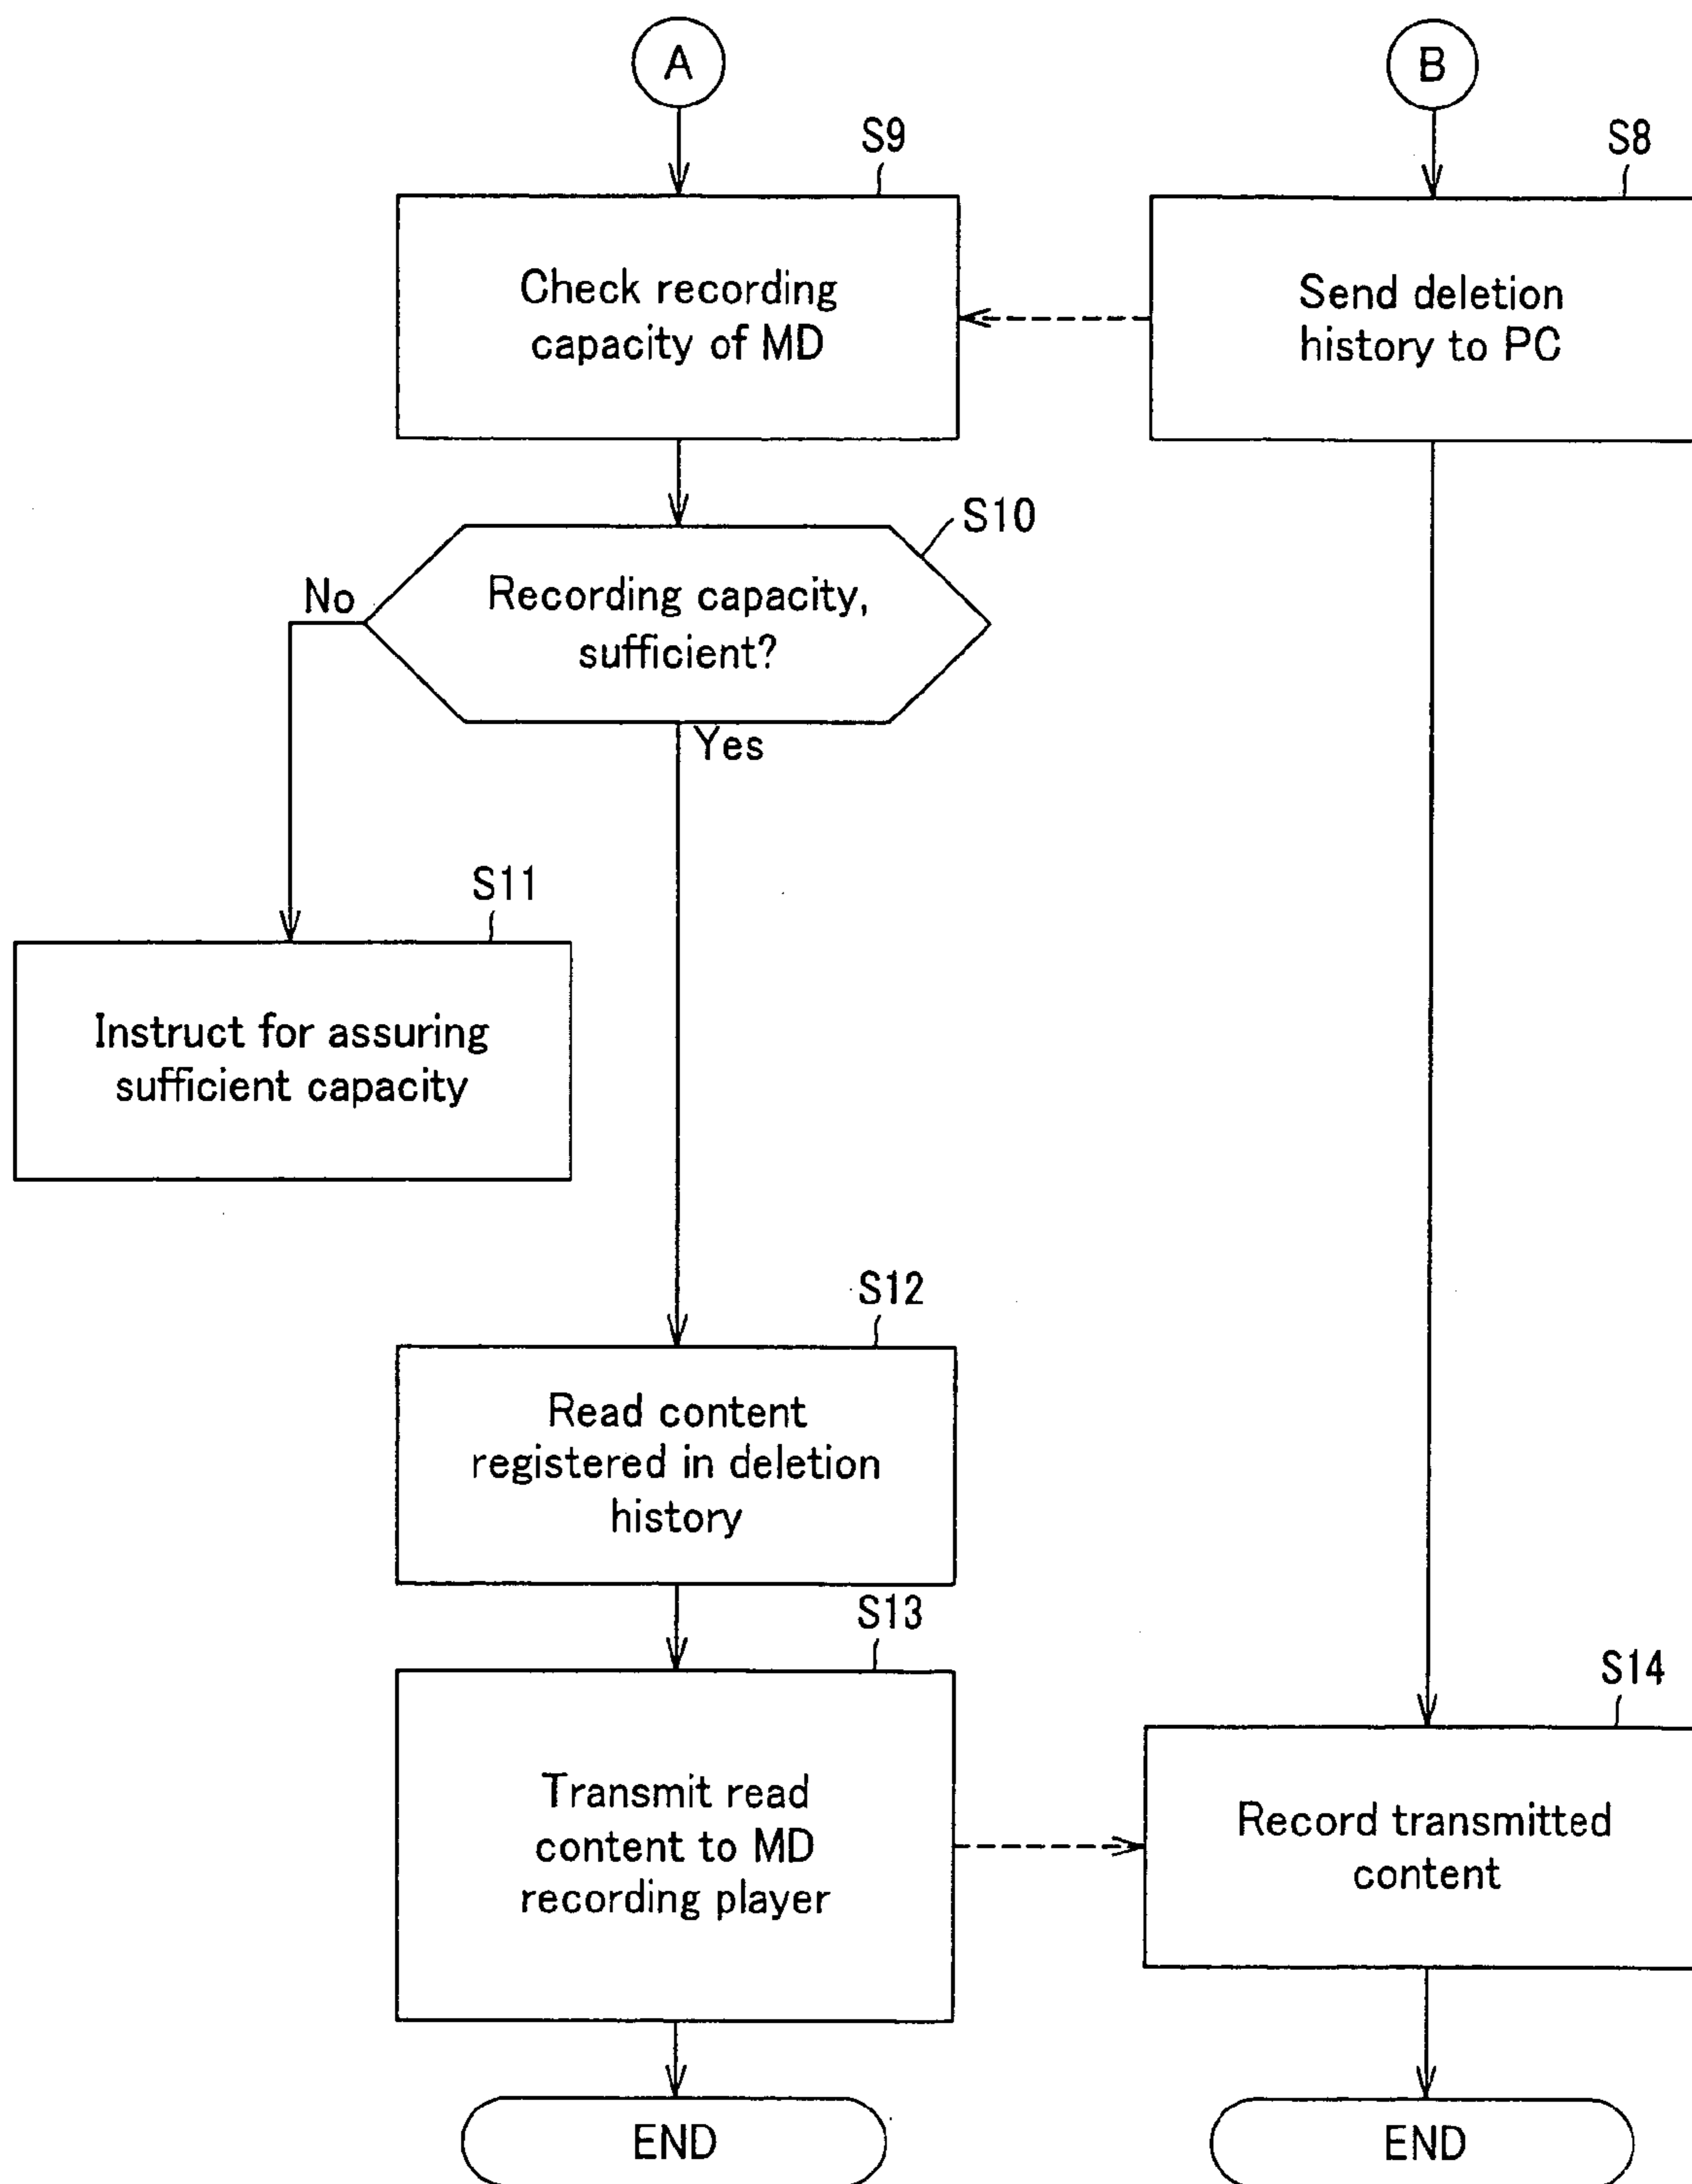 A
B
S9
S8
Check recording
capacity of MD
Send deletion
history to PC
S10
Recording capacity,
sufficient?
No
Yes
S11
Instruct for assuring
sufficient capacity
S12
Read content
registered in deletion
history
S13
Transmit read
content to MD
recording player
S14
Record transmitted
content
END
END